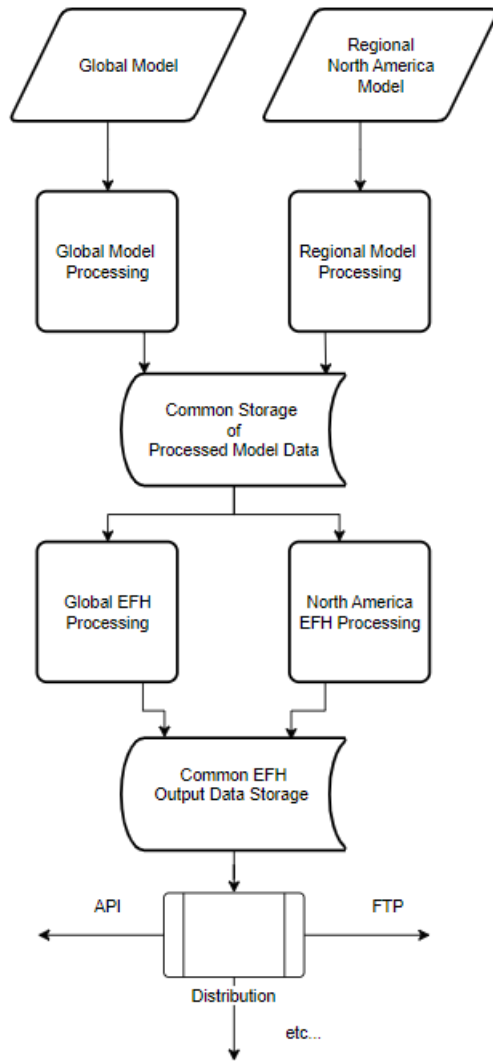 Global Model
Regional
North America
Model
Global Model
Processing
Regional Model
Processing
Common Storage
of
Processed Model Data
Global EFH
Processing
North America
EFH Processing
Common EFH
Output Data Storage
API
FTP
Distribution
etc...